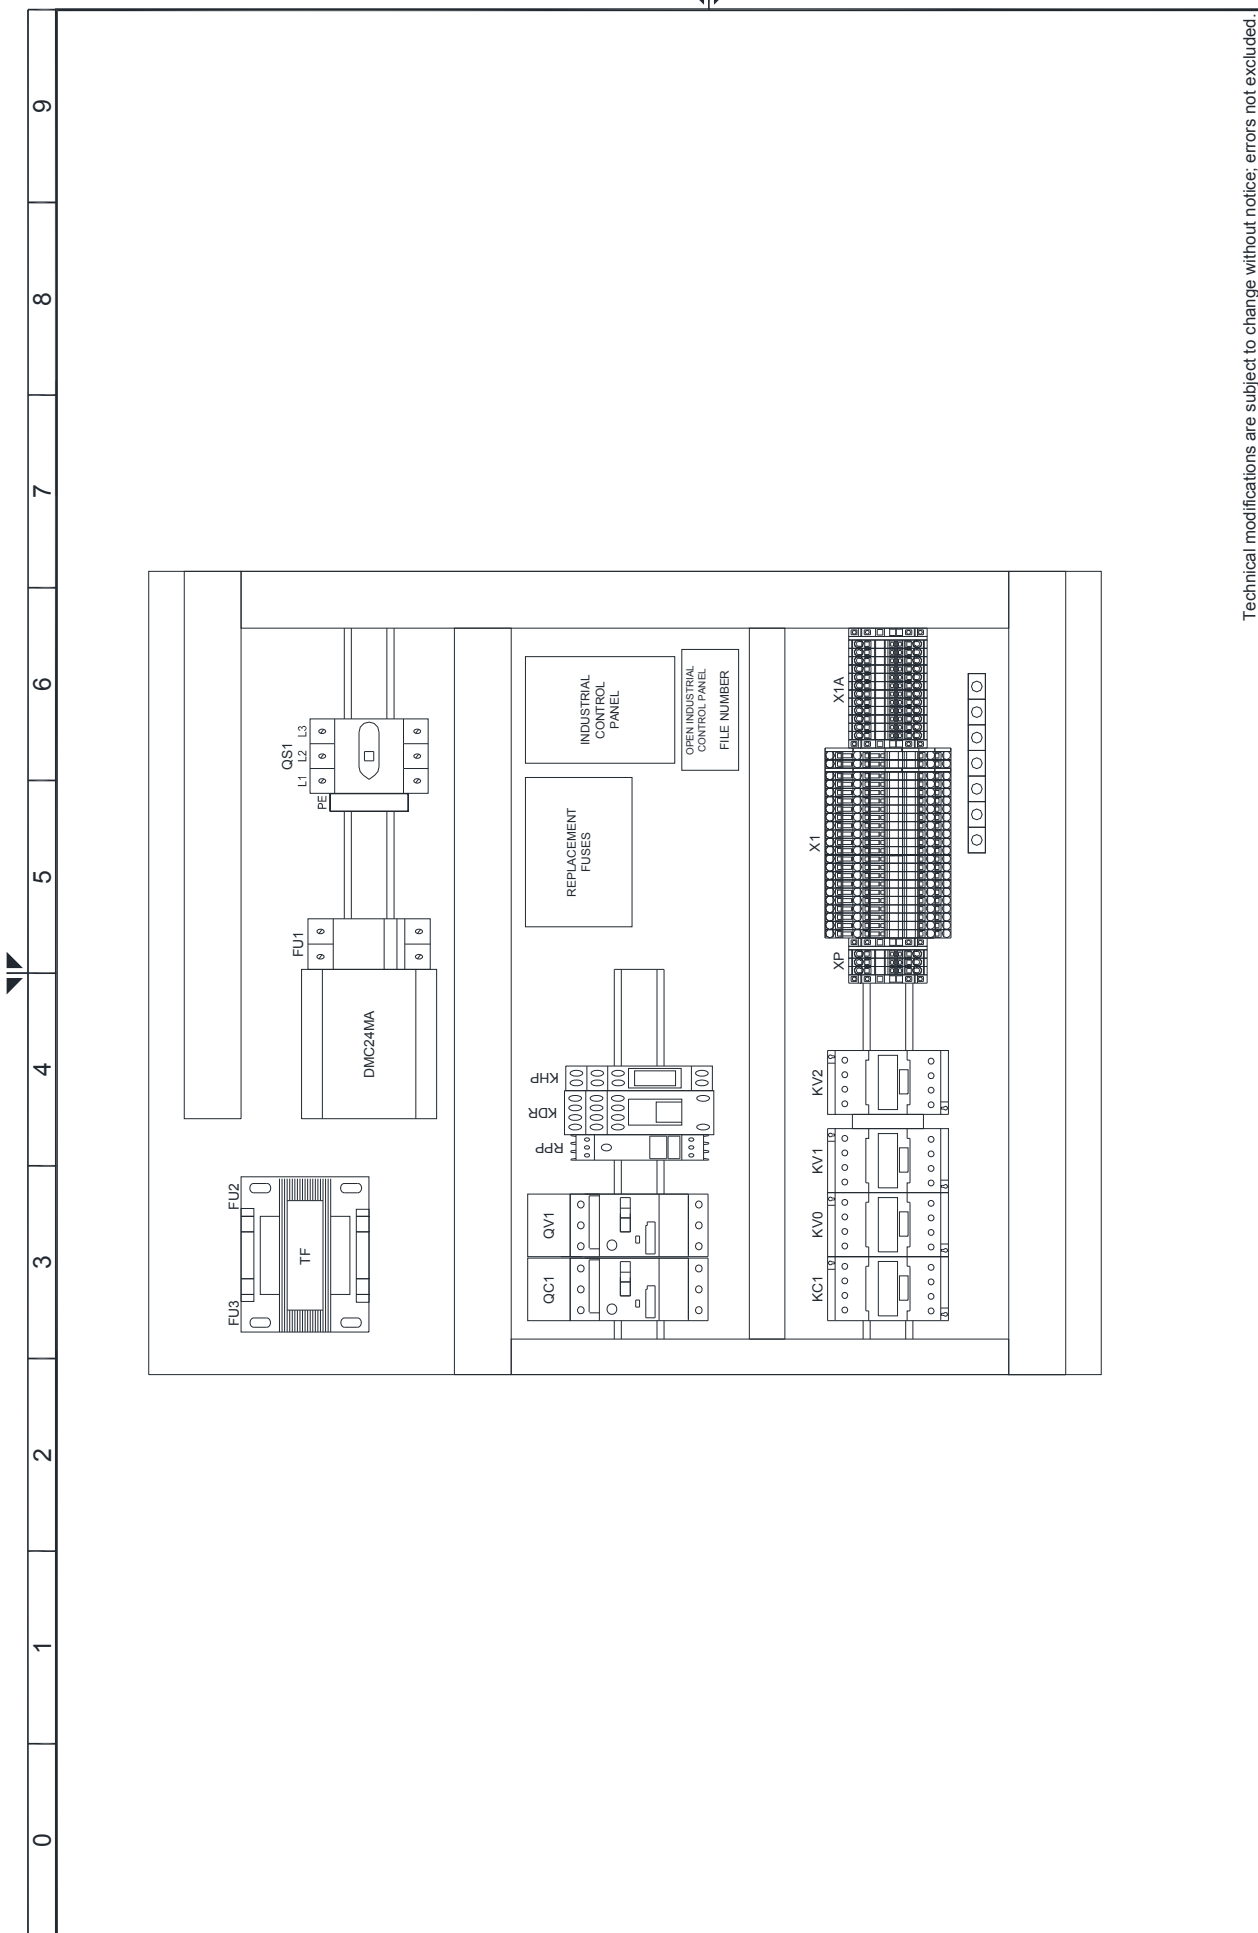 0
1
2
3
4
5
6
7
8
9
FU3
FU2
TF
DMC24MA
FU1
PE
QS1
L1
L2
L3
QC1
QV1
RPP
KDR
KHP
REPLACEMENT
FUSES
INDUSTRIAL
CONTROL
PANEL
OPEN INDUSTRIAL
CONTROL PANEL
FILE NUMBER
KC1
KV0
KV1
KV2
XP
X1
X1A
Technical modifications are subject to change without notice; errors not excluded.